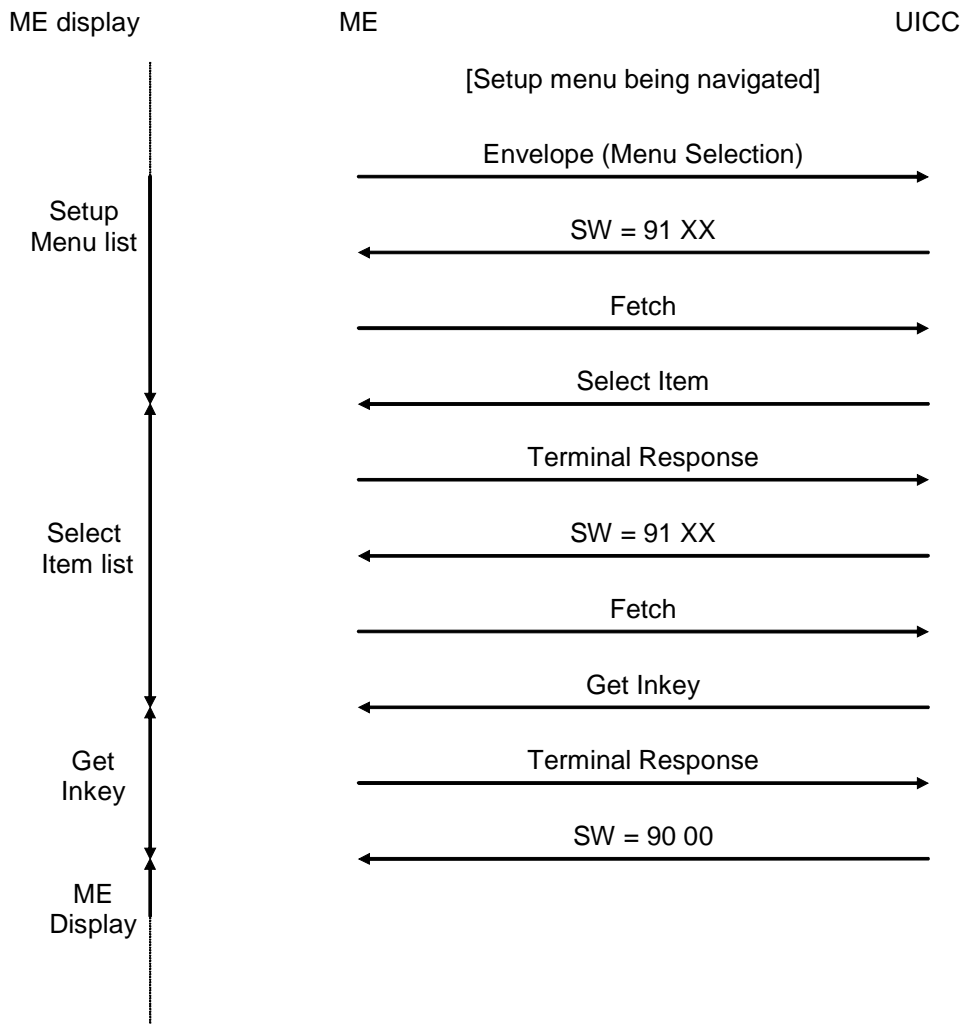 ME display
ME
UICC
[Setup menu being navigated]
Envelope (Menu Selection)
Setup
Menu list
SW = 91 XX
Fetch
Select Item
Terminal Response
Select
Item list
SW = 91 XX
Fetch
Get Inkey
Get
Inkey
Terminal Response
SW = 90 00
ME
Display